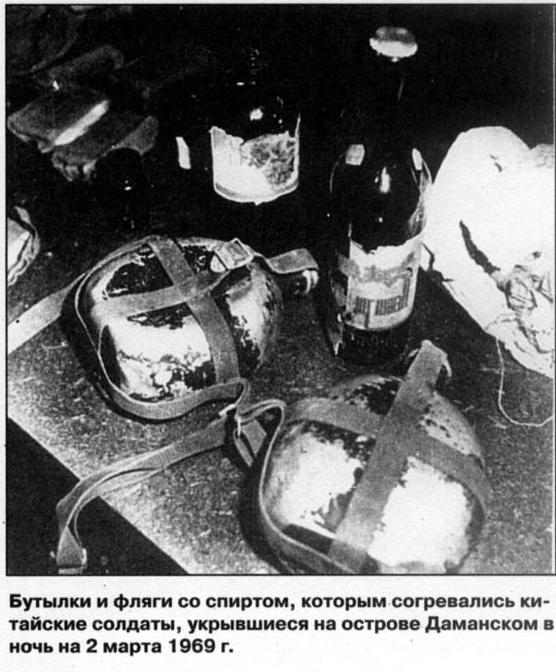 Бутылки и фляги со спиртом, которым согревались ки-
тайские солдаты, укрывшиеся на острове Даманском в
ночь на 2 марта 1969 г.